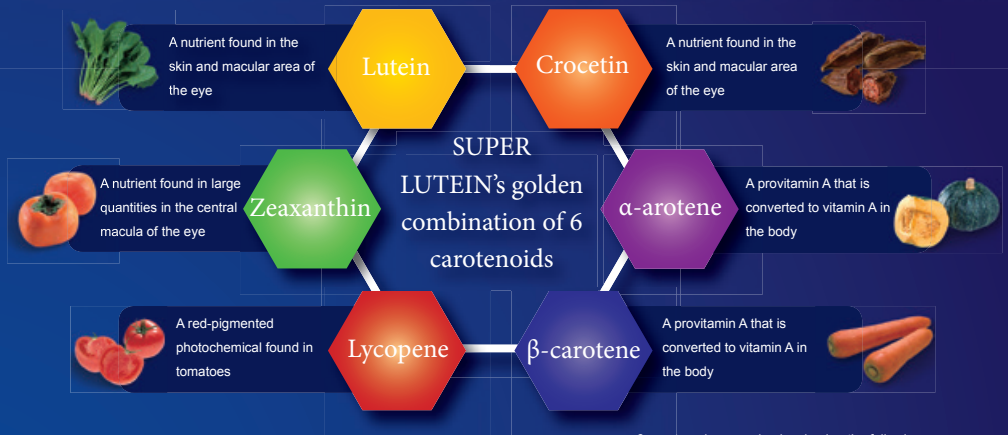 A nutrient found in the
skin and macular area of
the eye
Lutein
Crocetin
A nutrient found in the
skin and macular area
of the eye
SUPER
LUTEIN's golden
combination of 6
carotenoids
A nutrient found in large
quantities in the central
macula of the eye
Zeaxanthin
α-arotene
A provitamin A that is
converted to vitamin A in
the body
A red-pigmented
photochemical found in
tomatoes
Lycopene
β-carotene
A provitamin A that is
converted to vitamin A in
the body